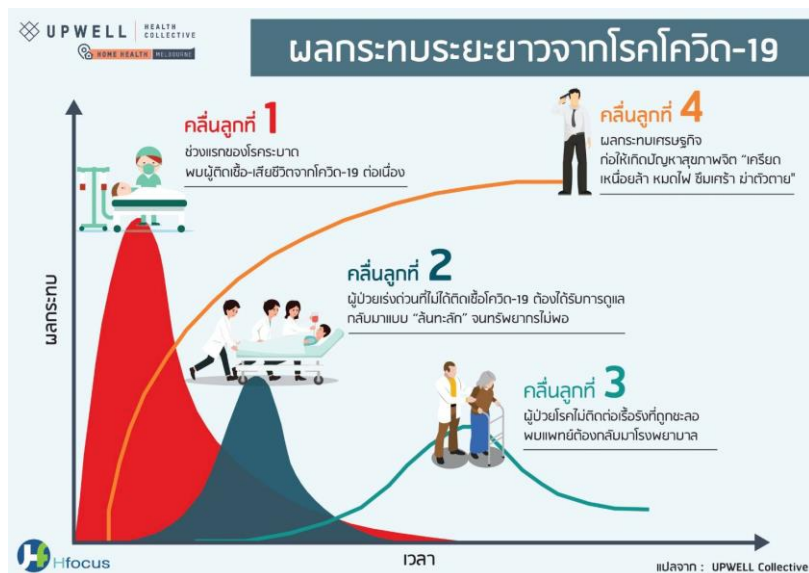 UPWELL
HEALTH
COLLECTIVE
HOME HEALTH MELBOURNE
ผลกระทบระยะยาวจากโรคโควิด-19
คลื่นลูกที่ 1
ช่วงแรกของโรคระบาด
พบผู้ติดเชื้อ-เสียชีวิตจากโควิด-19 ต่อเนื่อง
คลื่นลูกที่ 4
ผลกระทบเศรษฐกิจ
ก่อให้เกิดปัญหาสุขภาพจิต "เครียด
เหนื่อยล้า หมดไฟ ซึมเศร้า ฆ่าตัวตาย"
คลื่นลูกที่ 2
ผู้ป่วยเร่งด่วนที่ไม่ได้ติดเชื้อโควิด-19 ต้องได้รับการดูแล
กลับมาแบบ "ล้นทะลัก" จนทรัพยากรไม่พอ
คลื่นลูกที่ 3
ผู้ป่วยโรคไม่ติดต่อเรื้อรังที่ถูกชะลอ
พบแพทย์ต้องกลับมาโรงพยาบาล
ผลกระทบ
เวลา
Hfocus
แปลจาก : UPWELL Collective